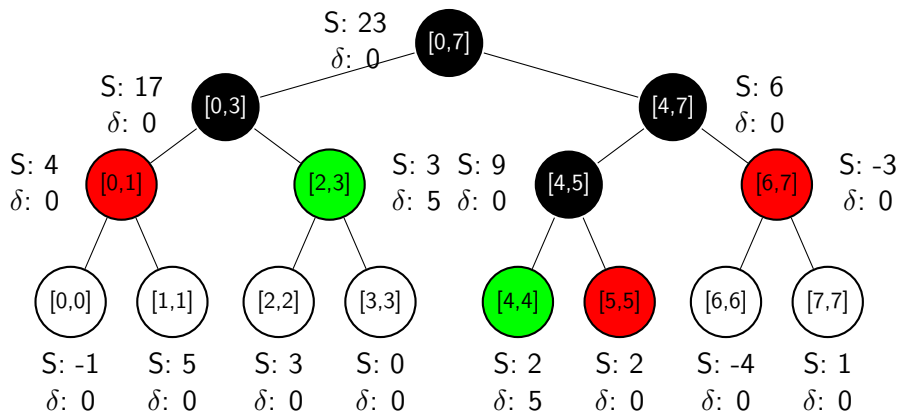 S: 23
δ: 0
[0,7]
S: 17
δ: 0
[0,3]
[4,7]
S: 6
δ: 0
S: 4
δ: 0
[0,1]
[2,3]
S: 3
δ: 5
S: 9
δ: 0
[4,5]
[6,7]
S: -3
δ: 0
[0,0]
[1,1]
[2,2]
[3,3]
[4,4]
[5,5]
[6,6]
[7,7]
S: -1
δ: 0
S: 5
δ: 0
S: 3
δ: 0
S: 0
δ: 0
S: 2
δ: 5
S: 2
δ: 0
S: -4
δ: 0
S: 1
δ: 0